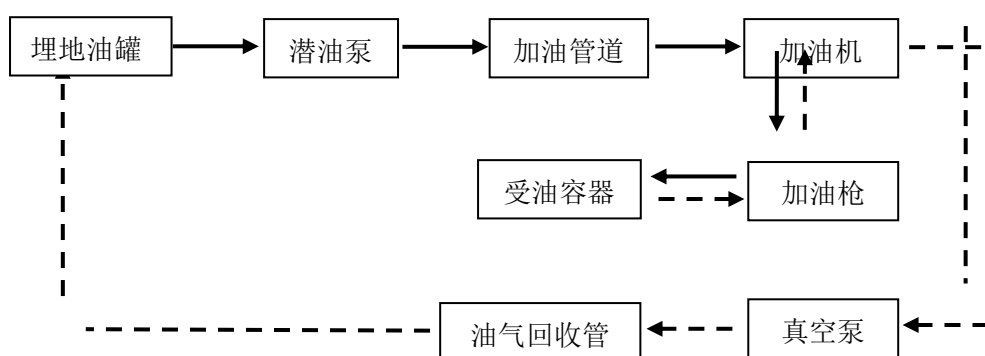 埋地油罐
潜油泵
加油管道
加油机
受油容器
加油枪
油气回收管
真空泵